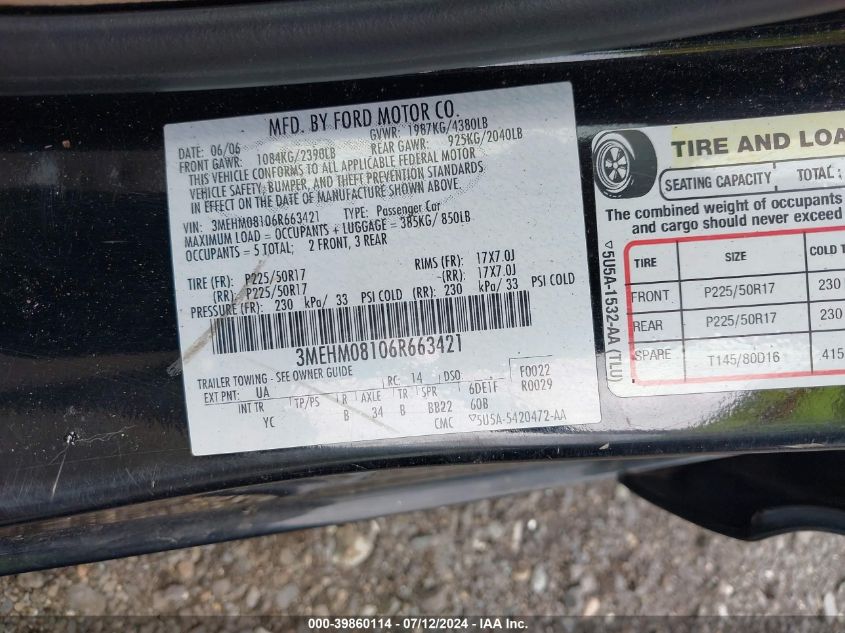 MFD. BY FORD MOTOR CO.
DATE: 06/06 GVWR: 1987KG/4380LB
FRONT GAWR: 1084KG/2390LB REAR GAWR: 925KG/2040LB
THIS VEHICLE CONFORMS TO ALL APPLICABLE FEDERAL MOTOR
VEHICLE SAFETY, BUMPER, AND THEFT PREVENTION STANDARDS
IN EFFECT ON THE DATE OF MANUFACTURE SHOWN ABOVE.
VIN: 3MEHM08106R663421 TYPE: Passenger Car
MAXIMUM LOAD = OCCUPANTS + LUGGAGE = 385KG/ 850LB
OCCUPANTS = 5 TOTAL; 2 FRONT, 3 REAR
TIRE (FR): P225/50R17 RIMS (FR): 17X7.0J
(RR): P225/50R17 -(RR): 17X7.0J
PRESSURE (FR): 230 kPa/ 33 PSI COLD (RR): 230 kPa/ 33 PSI COLD
3MEHM08106R663421
TRAILER TOWING - SEE OWNER GUIDE
EXT PNT: UA RC: 14 DSO: F0022
R0029
INT TR TP/PS R AXLE TR SPR 6DE1F
YC B 34 B BB22 60B
CMC 5U5A-5420472-AA
TIRE AND LOA
SEATING CAPACITY TOTAL:
The combined weight of occupants
and cargo should never exceed
TIRE SIZE COLD T
FRONT P225/50R17 230
REAR P225/50R17 230
SPARE T145/80D16 415
5U5A-1532-AA (TLU)
000-39860114 - 07/12/2024 - WWW.IAAI.COM.